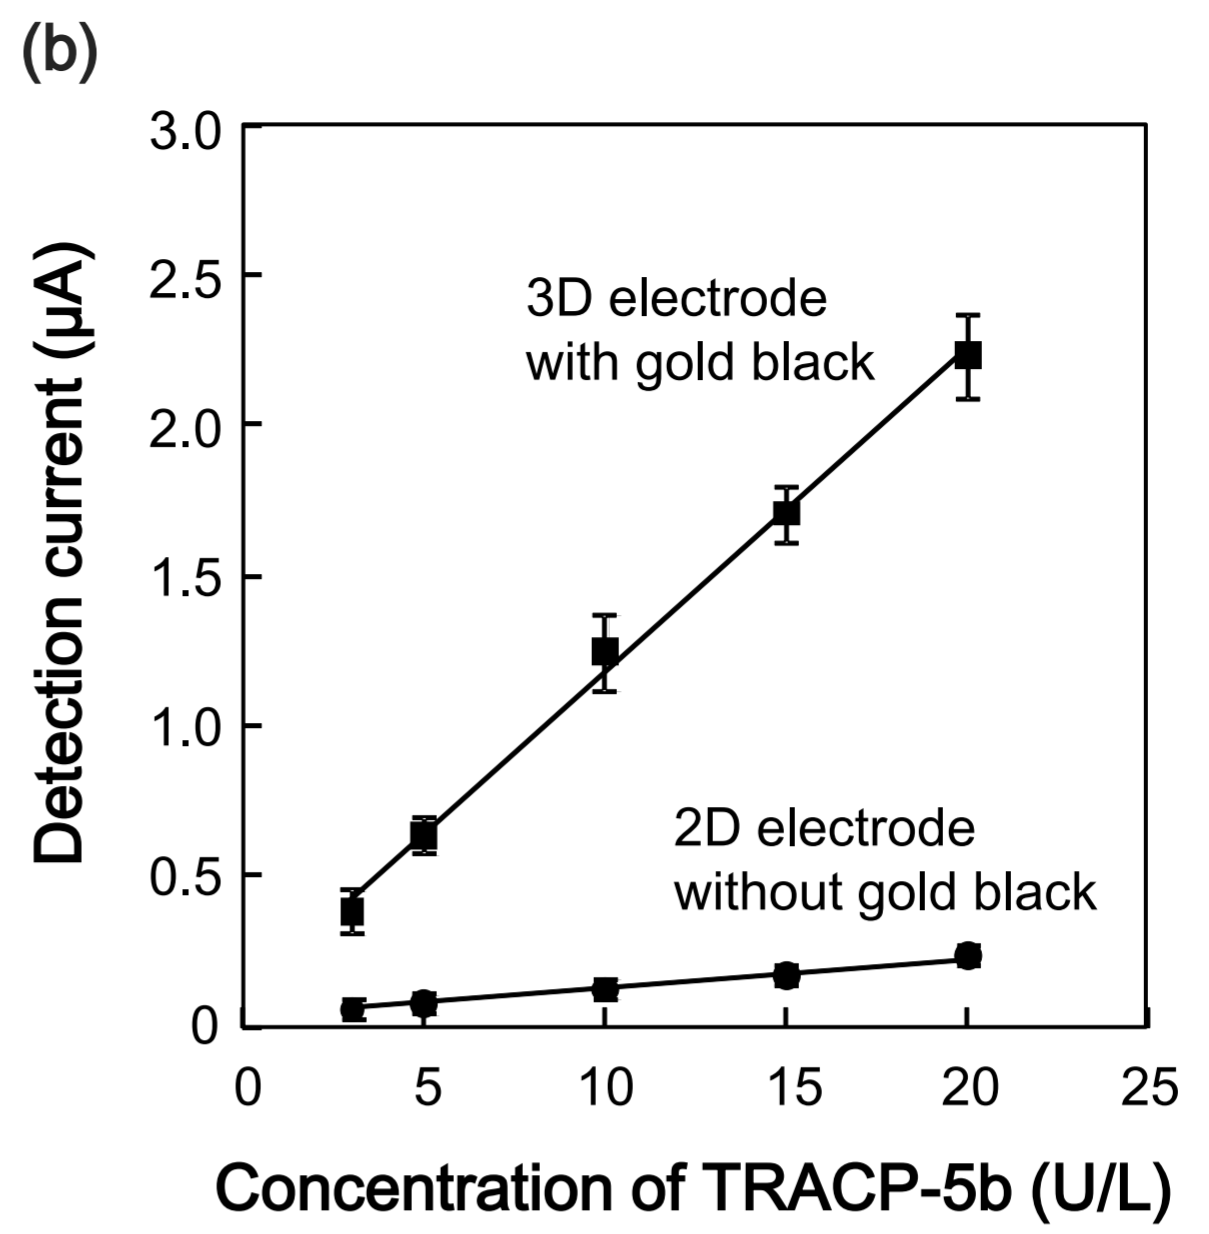 (b)
3.0
2.5
2.0
1.5
1.0
0.5
0
Detection current (μA)
3D electrode
with gold black
2D electrode
without gold black
0 5 10 15 20 25
Concentration of TRACP-5b (U/L)